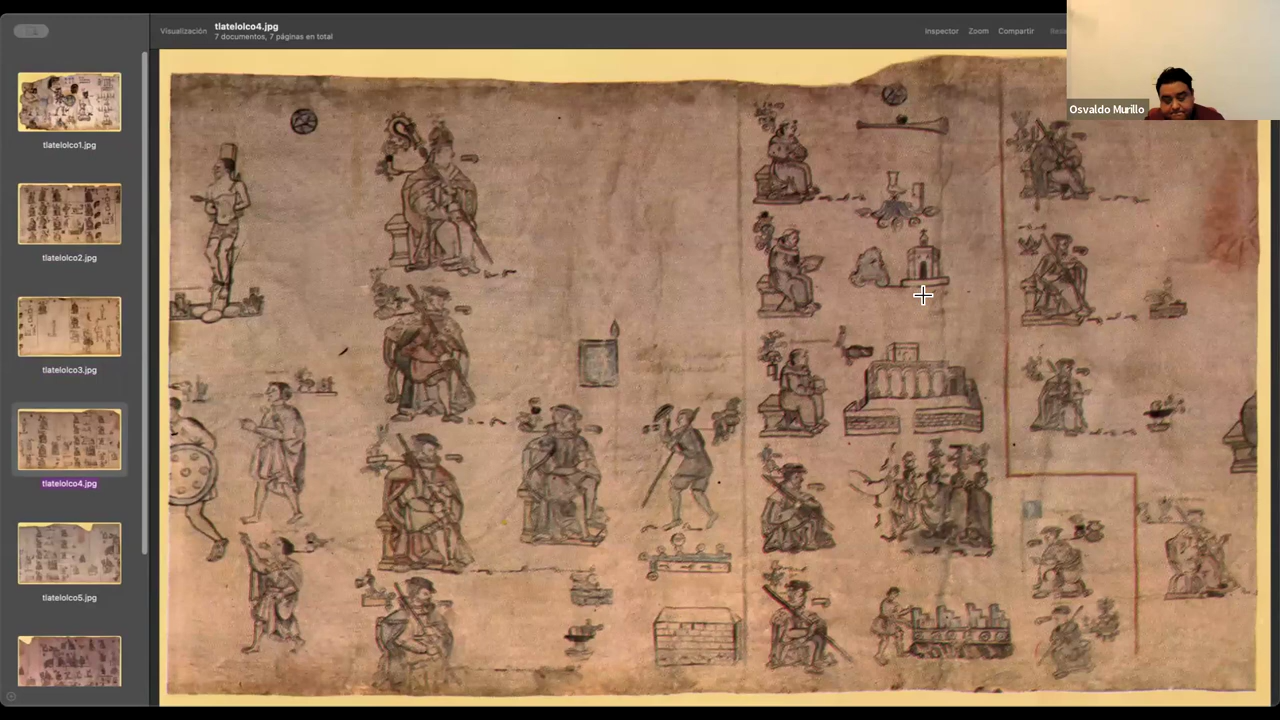 tlatelolco4.jpg
Visualización
7 documentos, 7 páginas en total
Inspector
Zoom
Compartir
Osvaldo Murillo
tlatelolco1.jpg
tlatelolco2.jpg
tlatelolco3.jpg
tlatelolco4.jpg
tlatelolco5.jpg